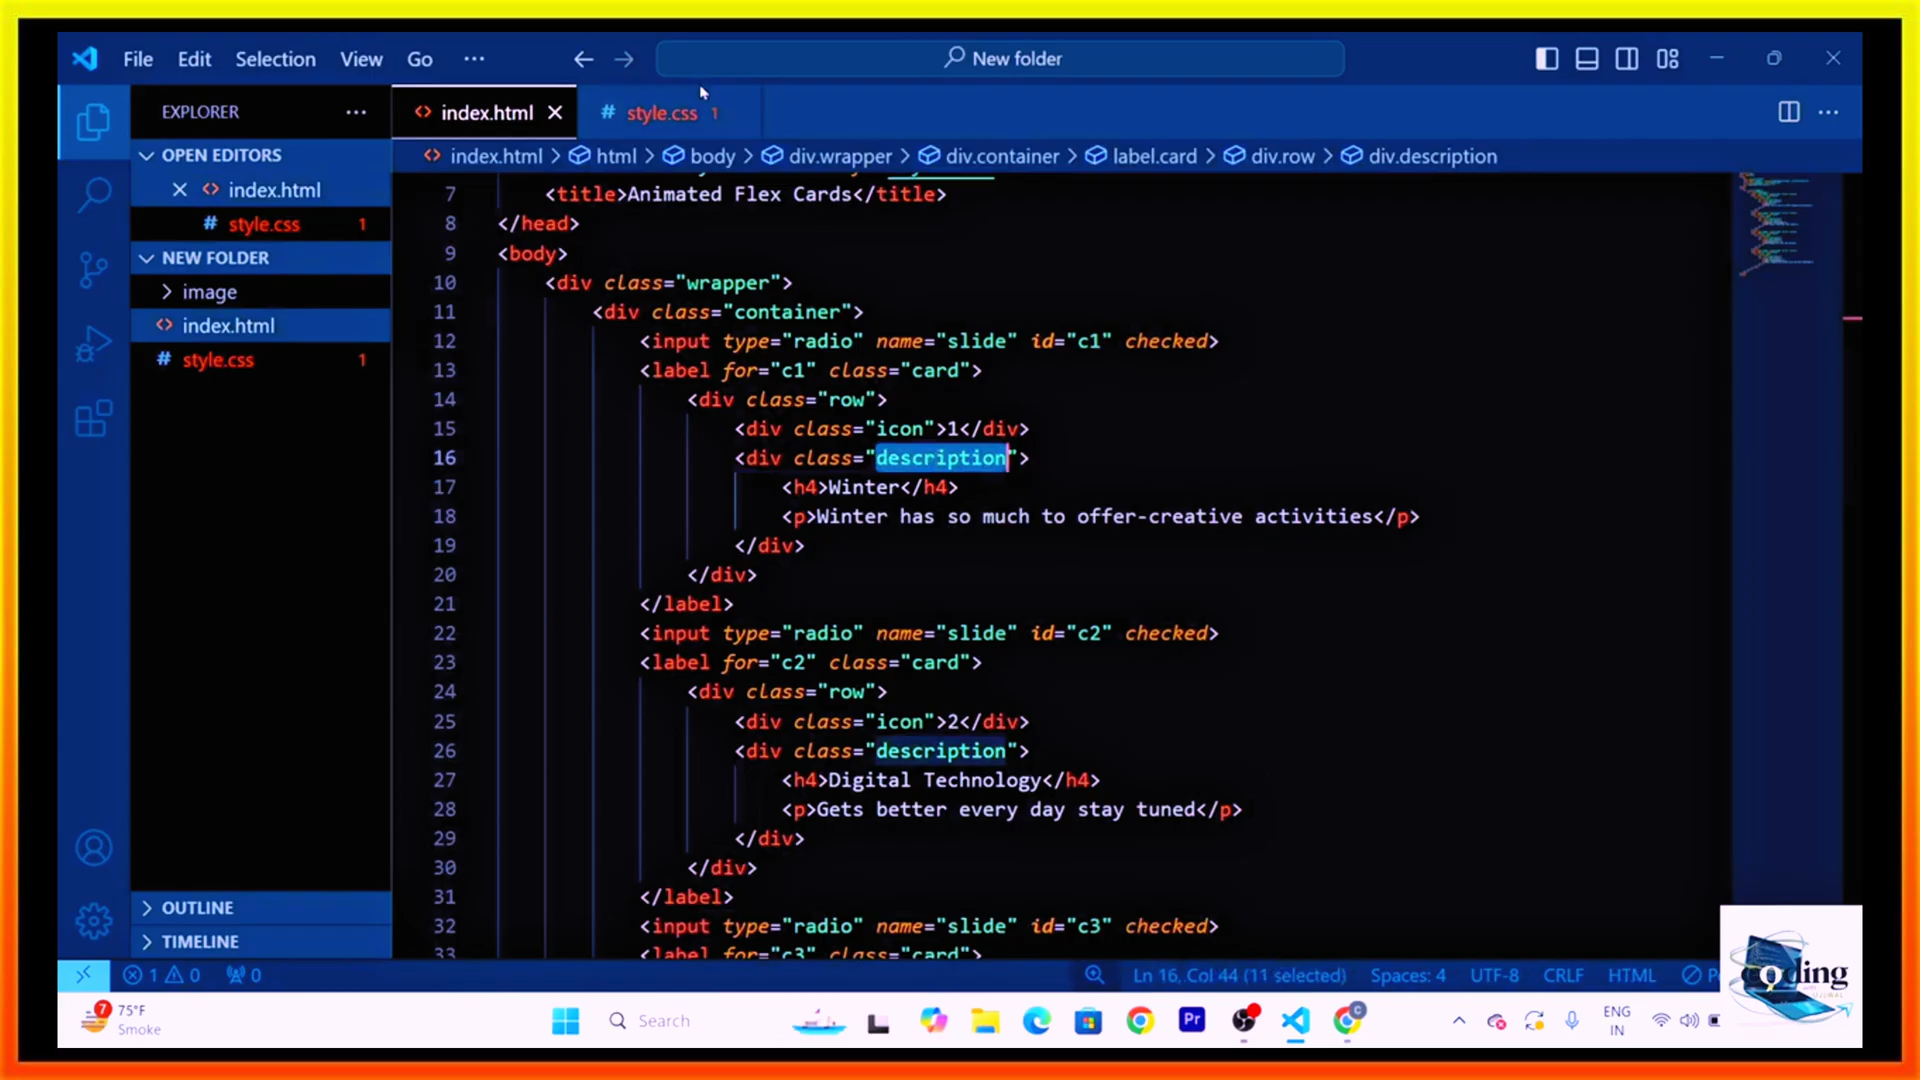 File Edit Selection View Go ... New folder
EXPLORER ...
index.html
# style.css 1
OPEN EDITORS
index.html > html > body > div.wrapper > div.container > label.card > div.row > div.description
index.html
# style.css 1
NEW FOLDER
image
index.html
# style.css 1
7 <title>Animated Flex Cards</title>
8 </head>
9 <body>
10 <div class="wrapper">
11 <div class="container">
12 <input type="radio" name="slide" id="c1" checked>
13 <label for="c1" class="card">
14 <div class="row">
15 <div class="icon">1</div>
16 <div class="description">
17 <h4>Winter</h4>
18 <p>Winter has so much to offer-creative activities</p>
19 </div>
20 </div>
21 </label>
22 <input type="radio" name="slide" id="c2" checked>
23 <label for="c2" class="card">
24 <div class="row">
25 <div class="icon">2</div>
26 <div class="description">
27 <h4>Digital Technology</h4>
28 <p>Gets better every day stay tuned</p>
29 </div>
30 </div>
31 </label>
32 <input type="radio" name="slide" id="c3" checked>
33 <label for="c3" class="card">
OUTLINE
TIMELINE
1 0 0 Ln 16, Col 44 (11 selected) Spaces: 4 UTF-8 CRLF HTML
coding
7 75°F
Smoke
Search
Pr
C
ENG
IN